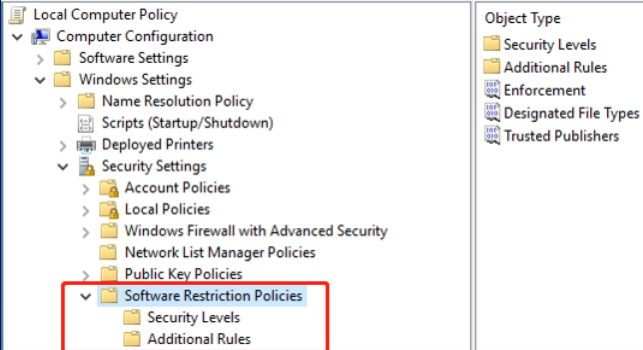 Local Computer Policy
Computer Configuration
Software Settings
Windows Settings
Name Resolution Policy
Scripts (Startup/Shutdown)
Deployed Printers
Security Settings
Account Policies
Local Policies
Windows Firewall with Advanced Security
Network List Manager Policies
Public Key Policies
Software Restriction Policies
Security Levels
Additional Rules
Object Type
Security Levels
Additional Rules
Enforcement
Designated File Types
Trusted Publishers